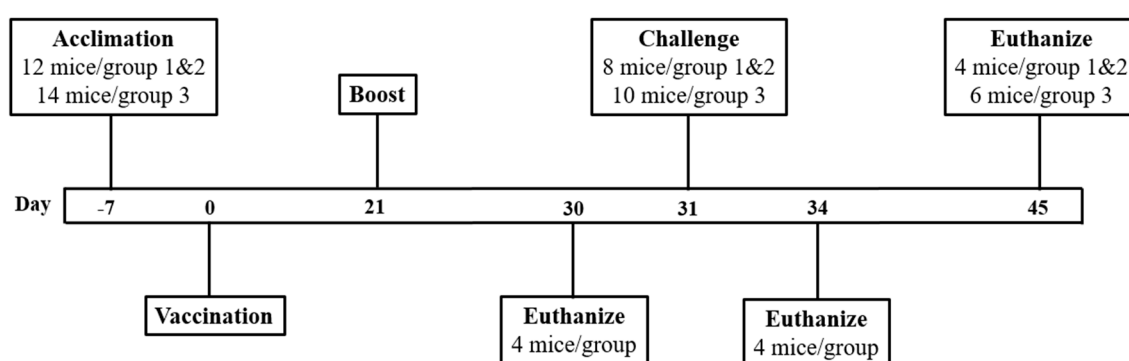 Acclimation
12 mice/group 1&2
14 mice/group 3
Boost
Challenge
8 mice/group 1&2
10 mice/group 3
Euthanize
4 mice/group 1&2
6 mice/group 3
Day -7 0 21 30 31 34 45
Vaccination
Euthanize
4 mice/group
Euthanize
4 mice/group